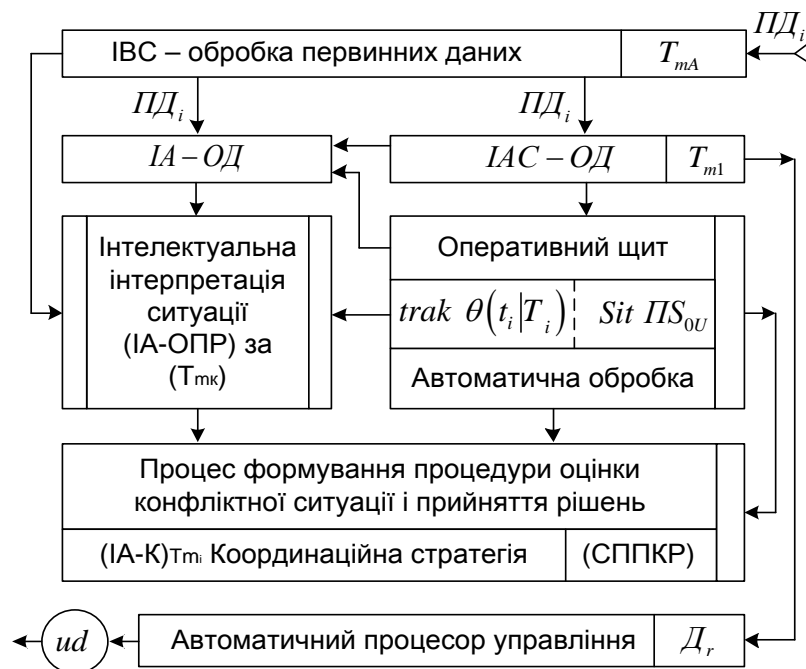 ПД_i
ІВС – обробка первинних даних T_mA
ПД_i ПД_i
ІА – ОД ІАС – ОД T_m1
Інтелектуальна
інтерпретація
ситуації
(ІА-ОПР) за
(Tmк)
Оперативний щит
trak θ(t_i|T_i) Sit ПS_0U
Автоматична обробка
Процес формування процедури оцінки
конфліктної ситуації і прийняття рішень
(ІА-К)Tm_i Координаційна стратегія (СППКР)
ud Автоматичний процесор управління Д_r